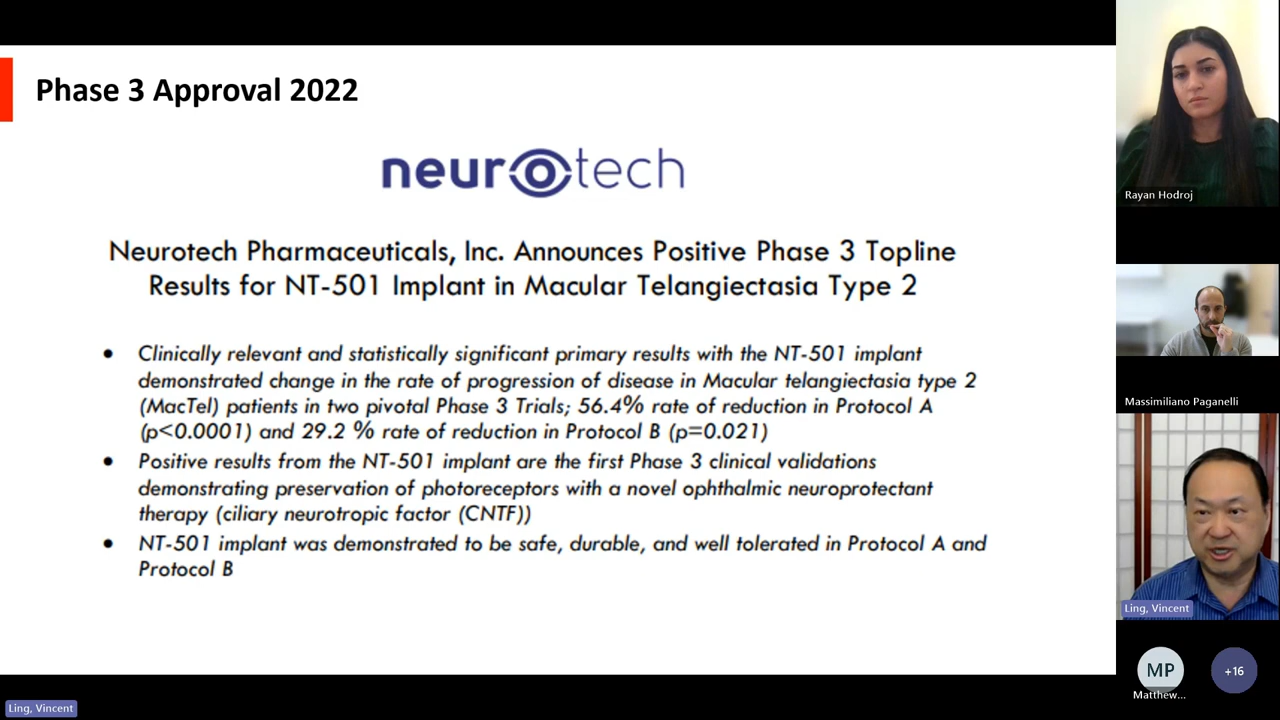 Phase 3 Approval 2022
neurotech
Neurotech Pharmaceuticals, Inc. Announces Positive Phase 3 Topline
Results for NT-501 Implant in Macular Telangiectasia Type 2
• Clinically relevant and statistically significant primary results with the NT-501 implant
demonstrated change in the rate of progression of disease in Macular telangiectasia type 2
(MacTel) patients in two pivotal Phase 3 Trials; 56.4% rate of reduction in Protocol A
(p<0.0001) and 29.2 % rate of reduction in Protocol B (p=0.021)
• Positive results from the NT-501 implant are the first Phase 3 clinical validations
demonstrating preservation of photoreceptors with a novel ophthalmic neuroprotectant
therapy (ciliary neurotropic factor (CNTF))
• NT-501 implant was demonstrated to be safe, durable, and well tolerated in Protocol A and
Protocol B
Rayan Hodroj
Massimiliano Paganelli
Ling, Vincent
MP
Matthew...
+16
Ling, Vincent